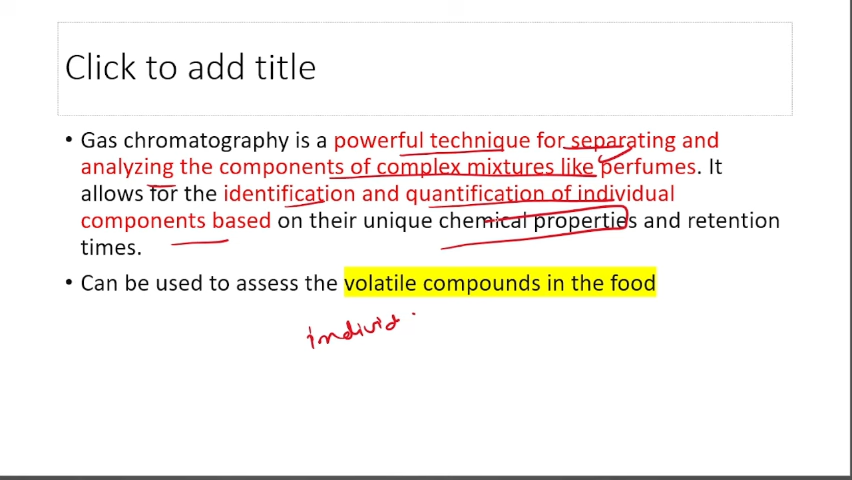 Click to add title
• Gas chromatography is a powerful technique for separating and
analyzing the components of complex mixtures like perfumes. It
allows for the identification and quantification of individual
components based on their unique chemical properties and retention
times.
• Can be used to assess the volatile compounds in the food
individ